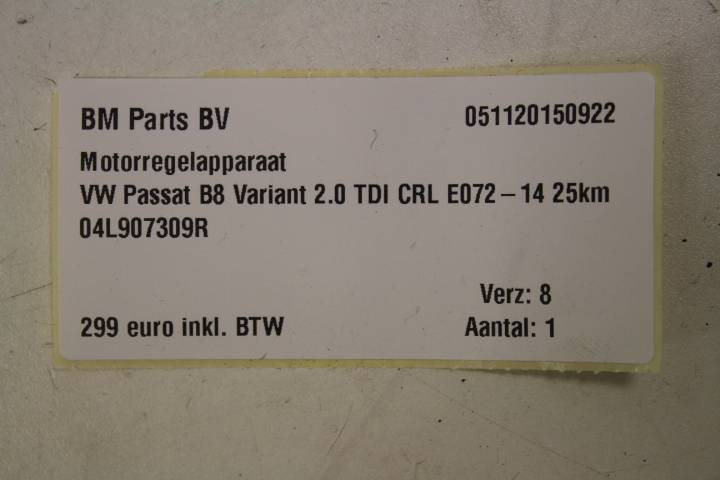 BM Parts BV 051120150922
Motorregelapparaat
VW Passat B8 Variant 2.0 TDI CRL E072 – 14 25km
04L907309R
Verz: 8
299 euro inkl. BTW Aantal: 1